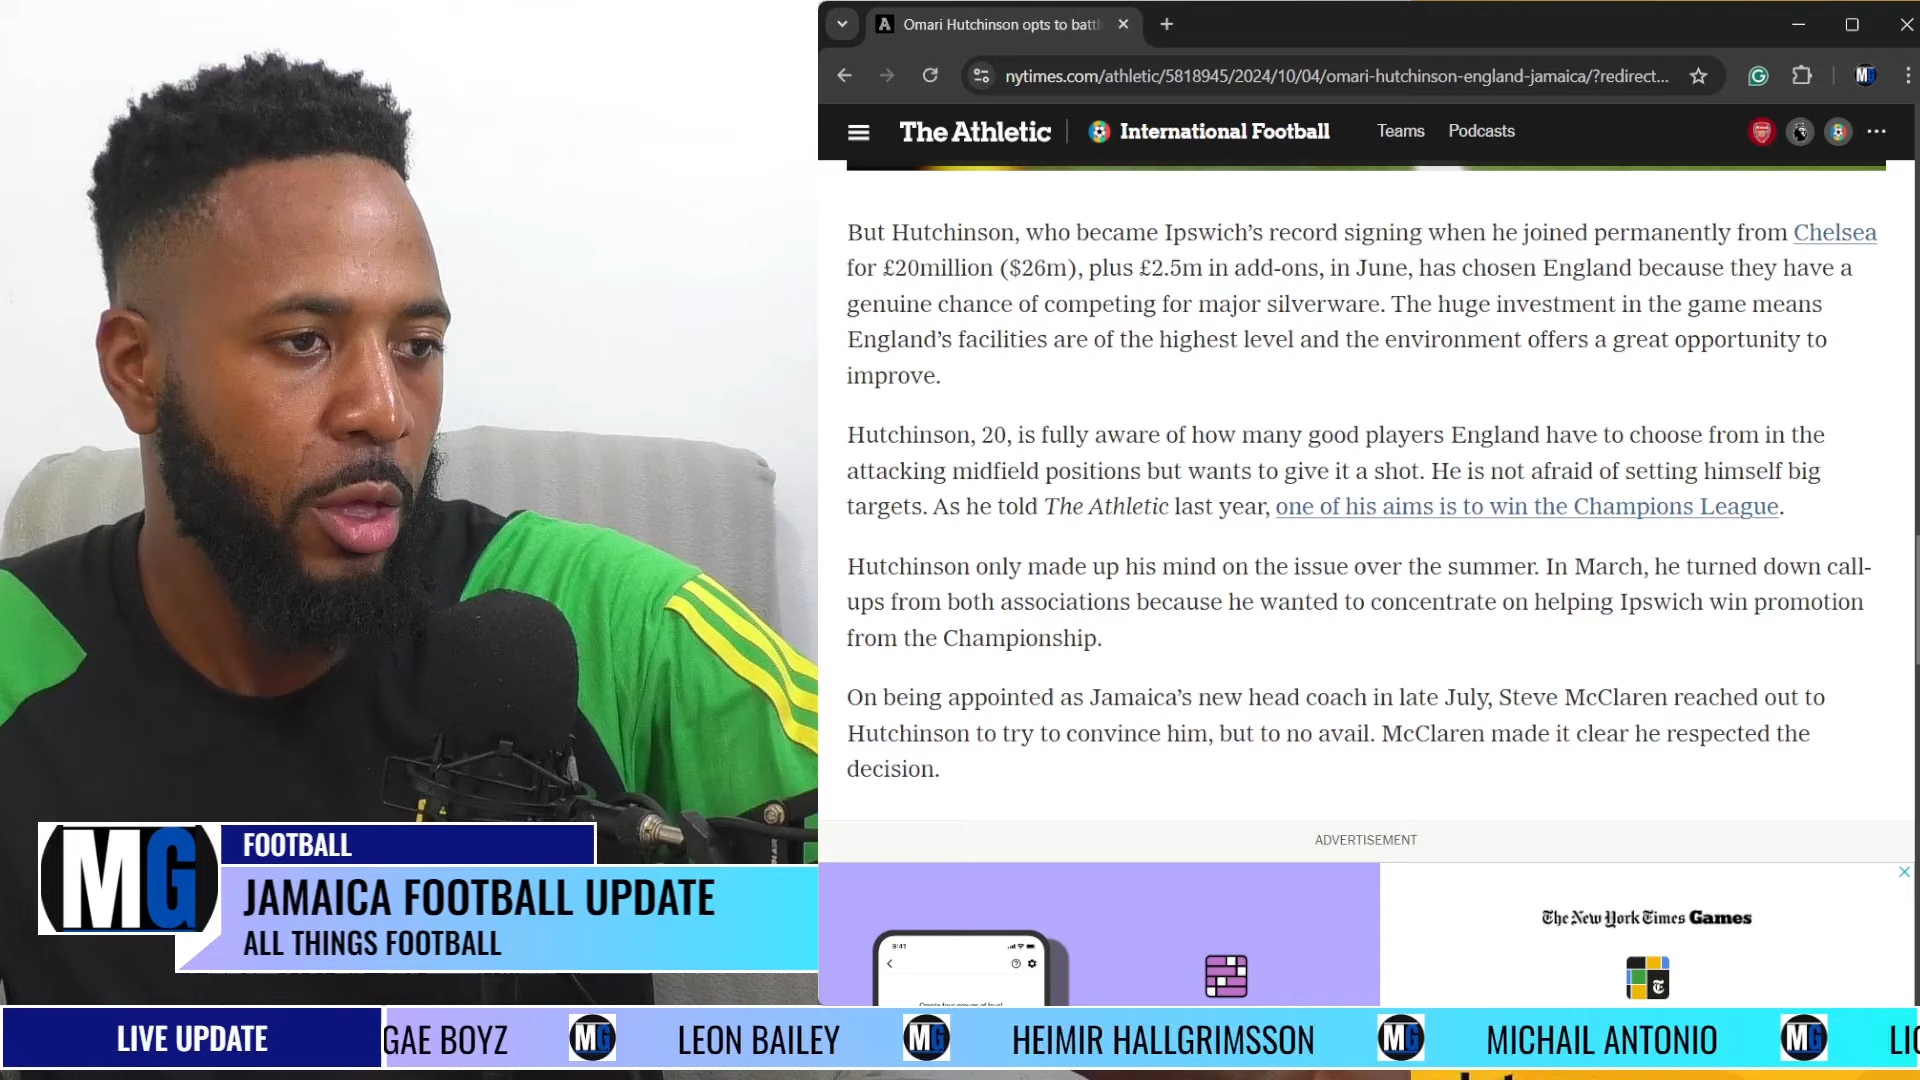 Omari Hutchinson opts to battl
nytimes.com/athletic/5818945/2024/10/04/omari-hutchinson-england-jamaica/?redirect...
The Athletic
International Football
Teams
Podcasts
But Hutchinson, who became Ipswich’s record signing when he joined permanently from Chelsea
for £20million ($26m), plus £2.5m in add-ons, in June, has chosen England because they have a
genuine chance of competing for major silverware. The huge investment in the game means
England’s facilities are of the highest level and the environment offers a great opportunity to
improve.
Hutchinson, 20, is fully aware of how many good players England have to choose from in the
attacking midfield positions but wants to give it a shot. He is not afraid of setting himself big
targets. As he told The Athletic last year, one of his aims is to win the Champions League.
Hutchinson only made up his mind on the issue over the summer. In March, he turned down call-
ups from both associations because he wanted to concentrate on helping Ipswich win promotion
from the Championship.
On being appointed as Jamaica’s new head coach in late July, Steve McClaren reached out to
Hutchinson to try to convince him, but to no avail. McClaren made it clear he respected the
decision.
ADVERTISEMENT
The New York Times Games
9:41
MG
FOOTBALL
JAMAICA FOOTBALL UPDATE
ALL THINGS FOOTBALL
LIVE UPDATE
GAE BOYZ MG LEON BAILEY MG HEIMIR HALLGRIMSSON MG MICHAIL ANTONIO MG